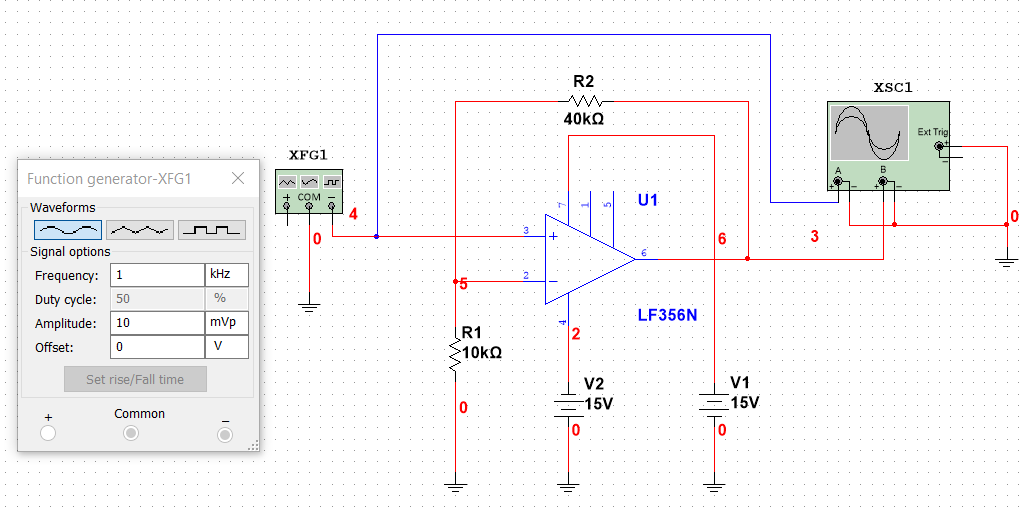 Function generator-XFG1
Waveforms
Signal options
Frequency: 1 kHz
Duty cycle: 50 %
Amplitude: 10 mVp
Offset: 0 V
Set rise/Fall time
+ Common −
XFG1
+ COM −
4
0
R2
40kΩ
XSC1
Ext Trig
+
−
A B
+ − + −
0
7 1 5
U1
3 +
6
6
3
5
2 −
4
LF356N
2
R1
10kΩ
0
V2
15V
0
V1
15V
0